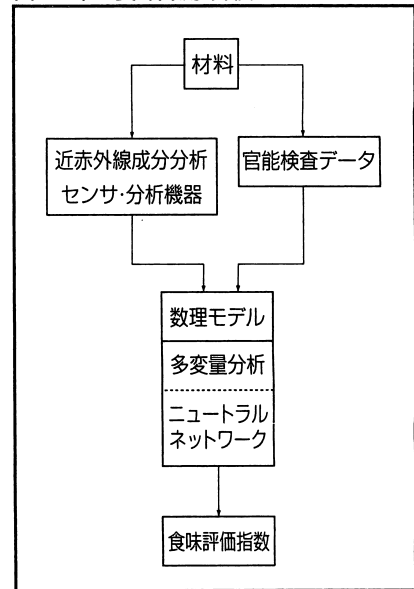 材料
近赤外線成分分析
センサ・分析機器
官能検査データ
数理モデル
多変量分析
ニュートラル
ネットワーク
食味評価指数